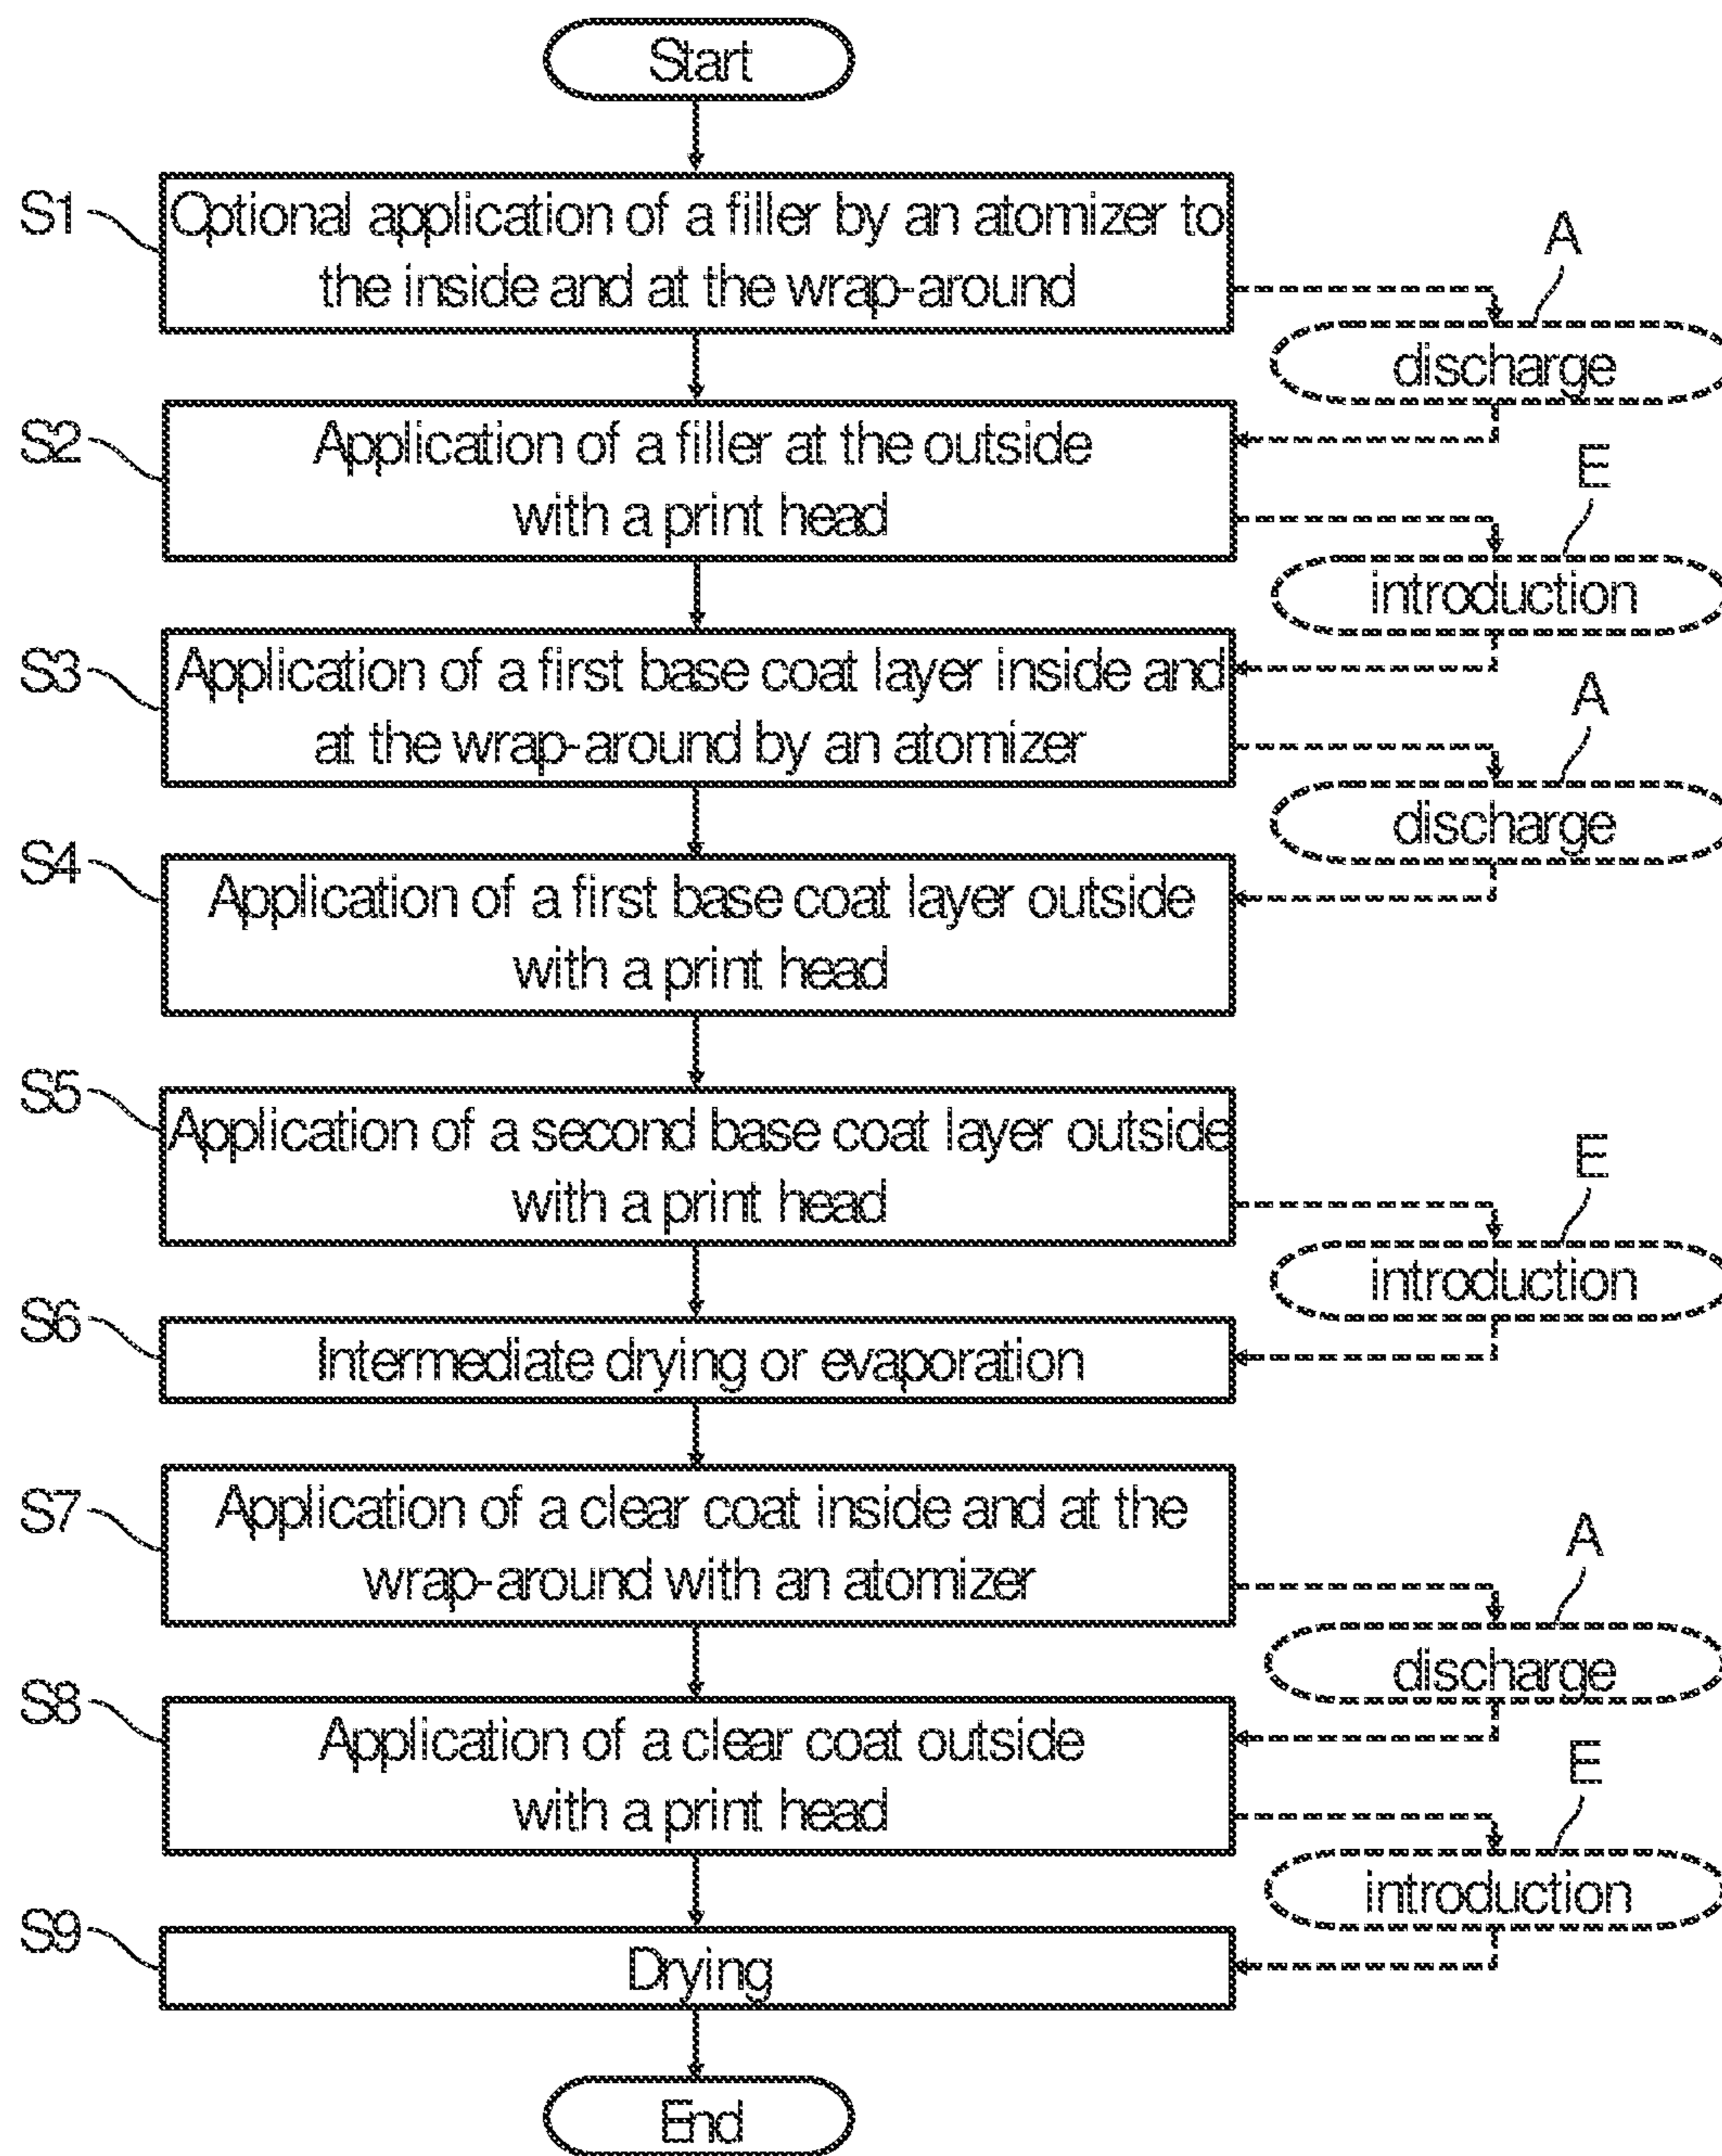 Start
S1
Optional application of a filler by an atomizer to
the inside and at the wrap-around
A
discharge
S2
Application of a filler at the outside
with a print head
E
introduction
S3
Application of a first base coat layer inside and
at the wrap-around by an atomizer
A
discharge
S4
Application of a first base coat layer outside
with a print head
S5
Application of a second base coat layer outside
with a print head
E
introduction
S6
Intermediate drying or evaporation
S7
Application of a clear coat inside and at the
wrap-around with an atomizer
A
discharge
S8
Application of a clear coat outside
with a print head
E
introduction
S9
Drying
End